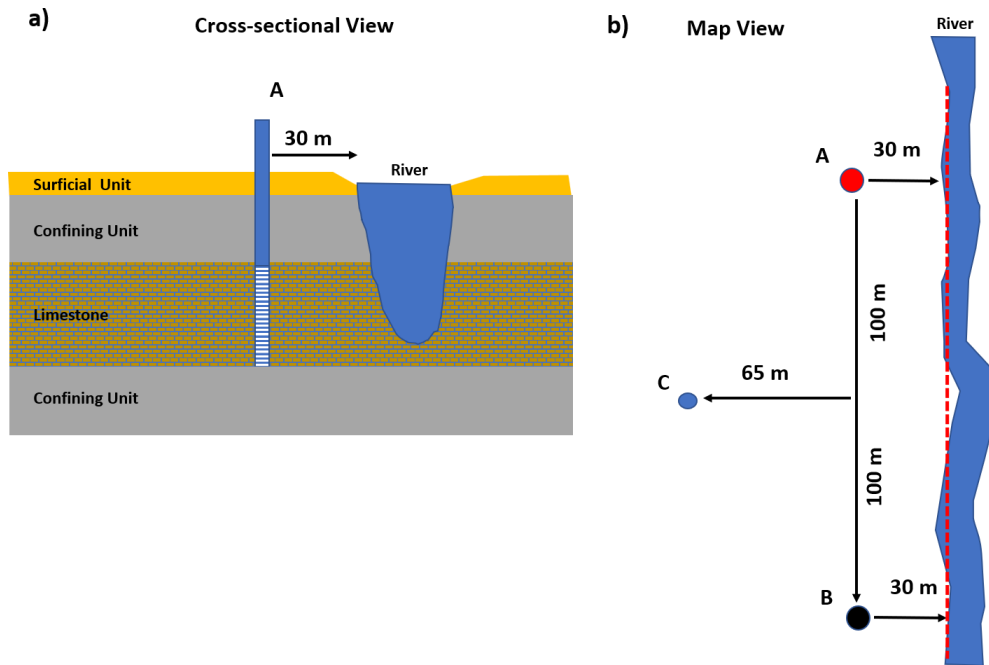 a)
Cross-sectional View
A
30 m
River
Surficial Unit
Confining Unit
Limestone
Confining Unit
b)
Map View
River
A
30 m
100 m
C
65 m
100 m
B
30 m